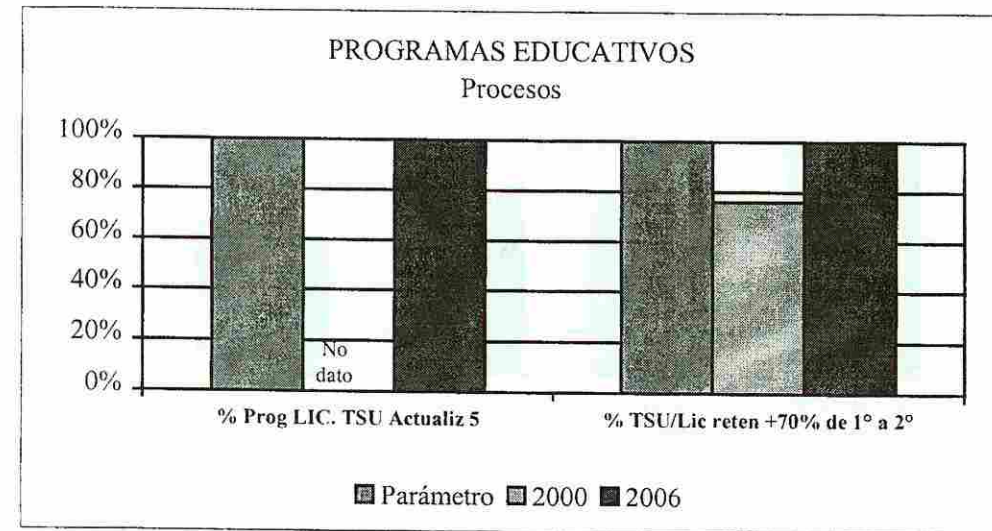 PROGRAMAS EDUCATIVOS
Procesos
100%
80%
60%
40%
20%
0%
No
dato
% Prog LIC. TSU Actualiz 5
% TSU/Lic reten +70% de 1° a 2°
Parámetro 2000 2006